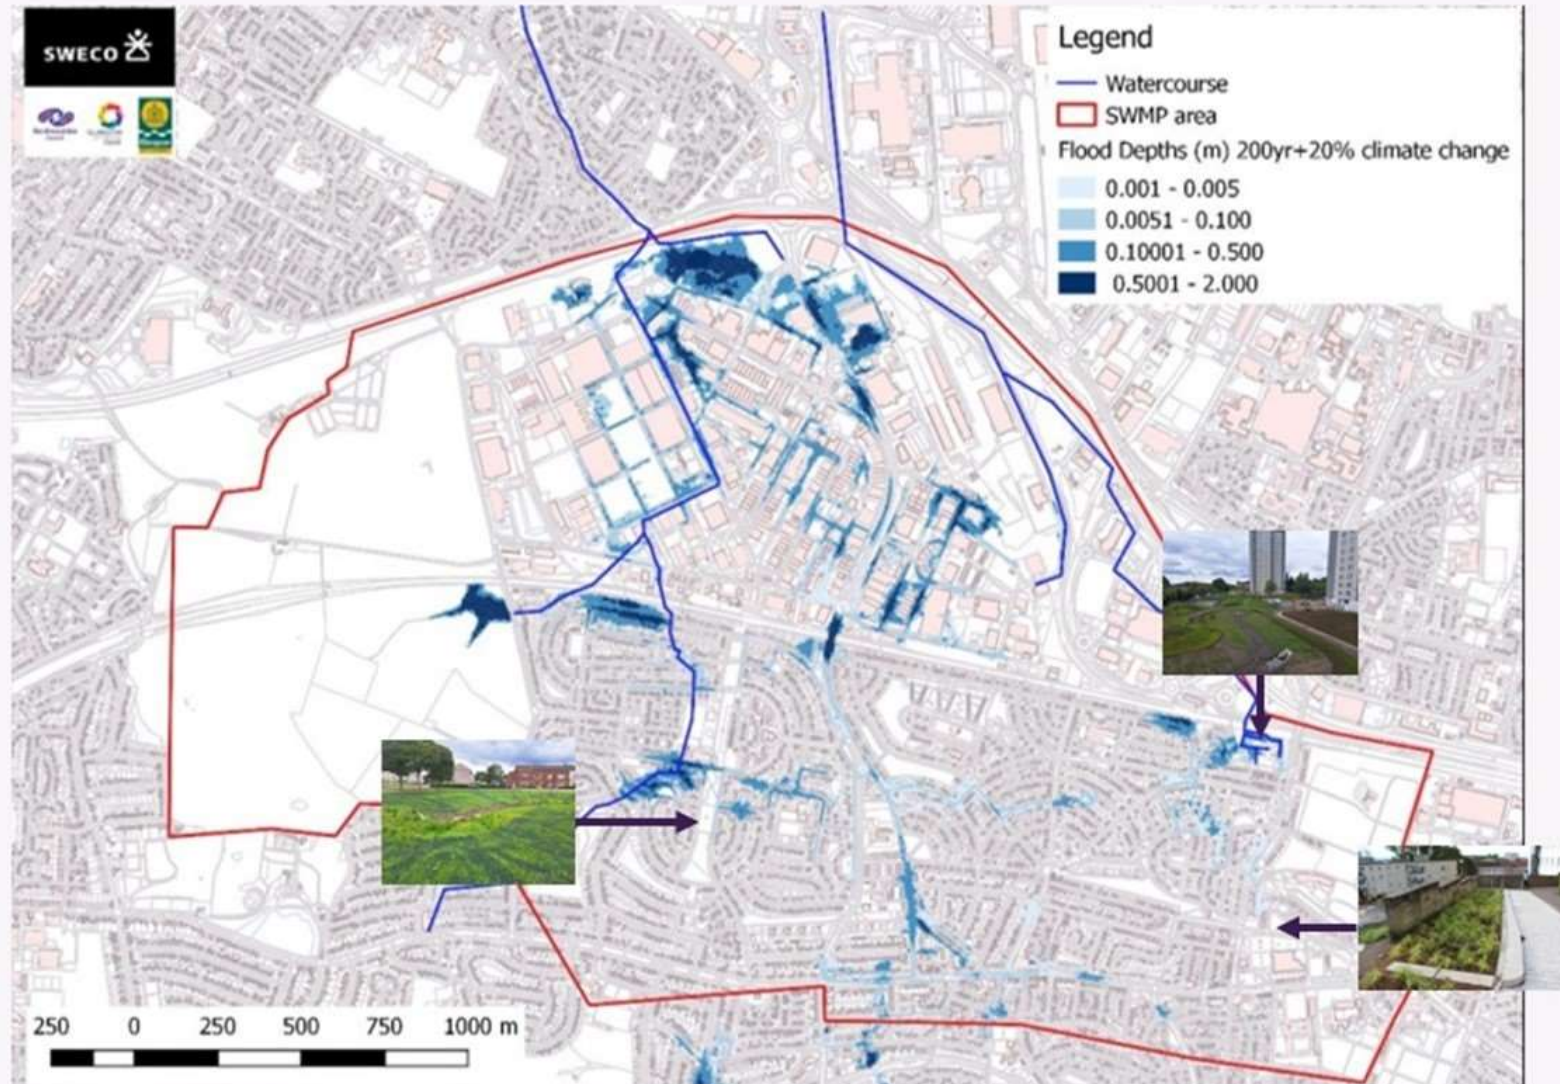 SWECO
Legend
Watercourse
SWMP area
Flood Depths (m) 200yr+20% climate change
0.001 - 0.005
0.0051 - 0.100
0.10001 - 0.500
0.5001 - 2.000
250 0 250 500 750 1000 m